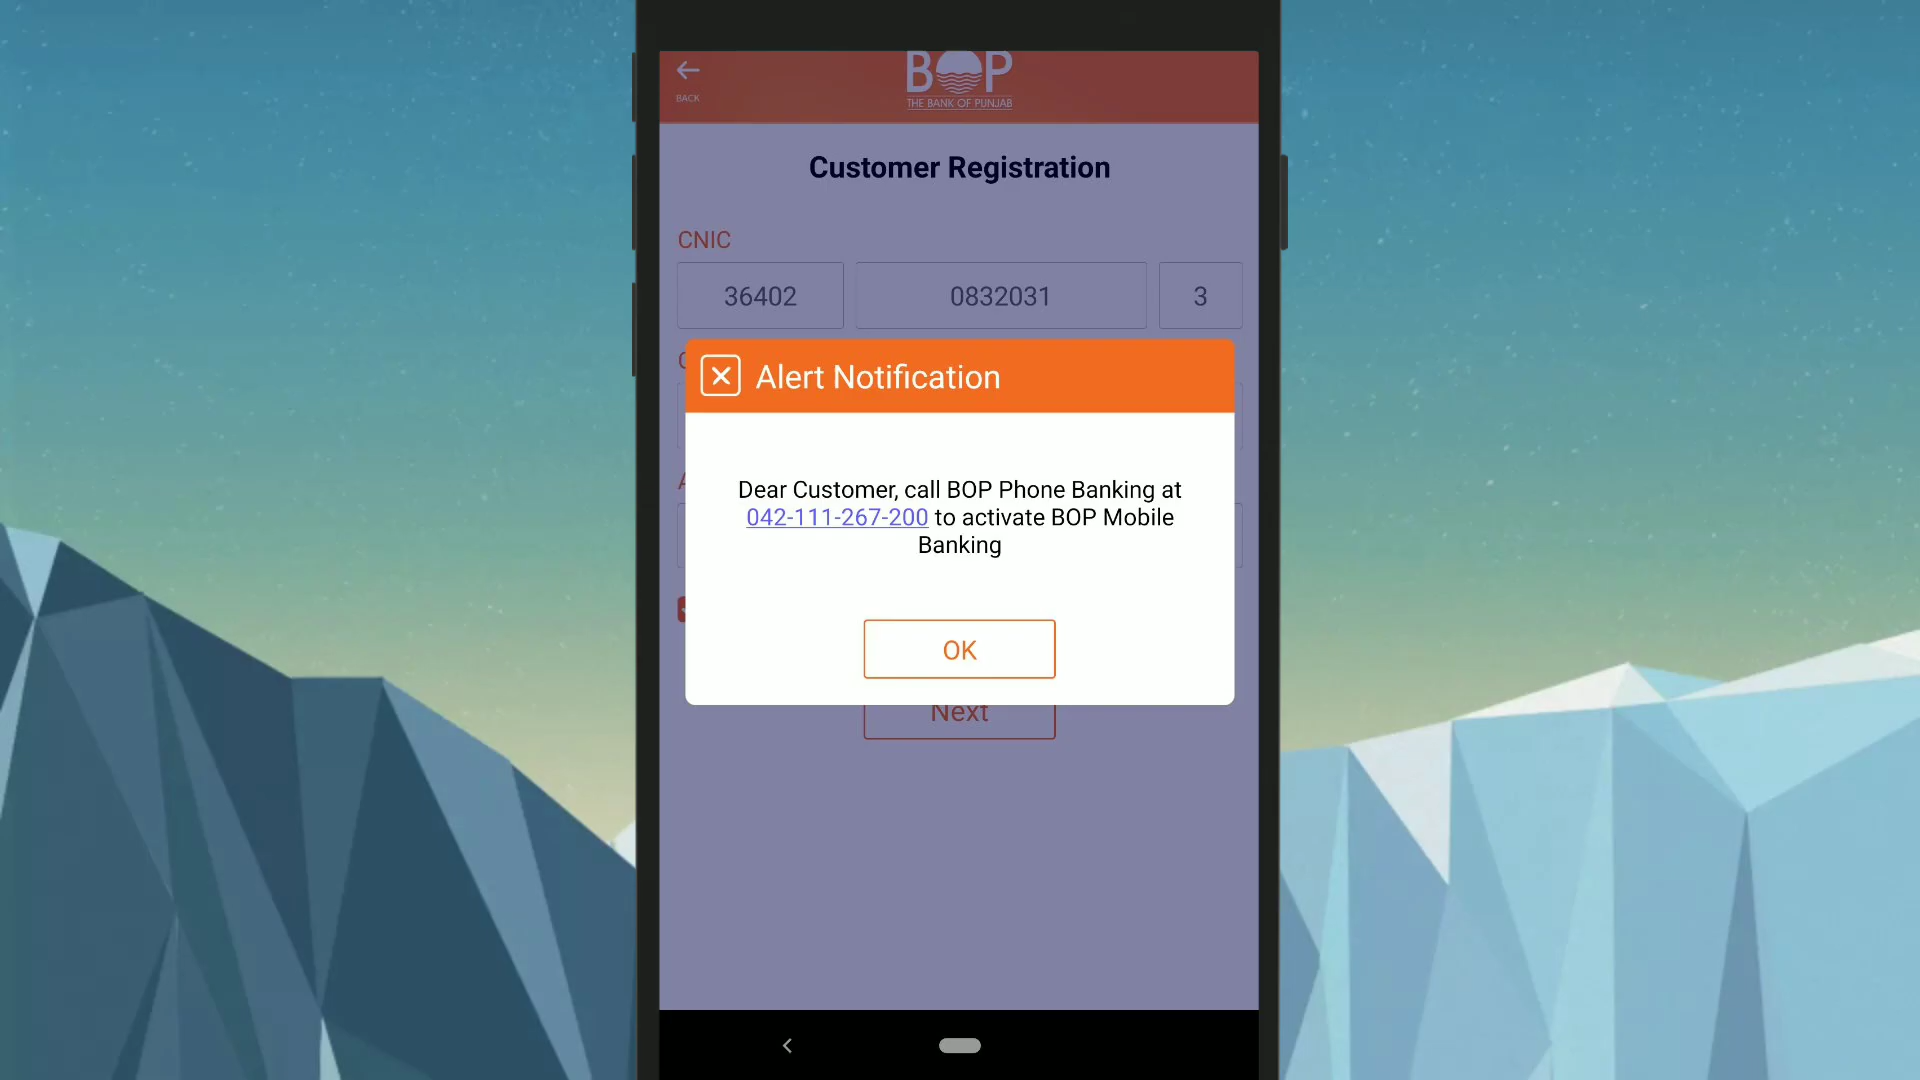 BOP
BACK
THE BANK OF PUNJAB
Customer Registration
CNIC
36402 0832031 3
Alert Notification
Dear Customer, call BOP Phone Banking at
042-111-267-200 to activate BOP Mobile
Banking
OK
Next